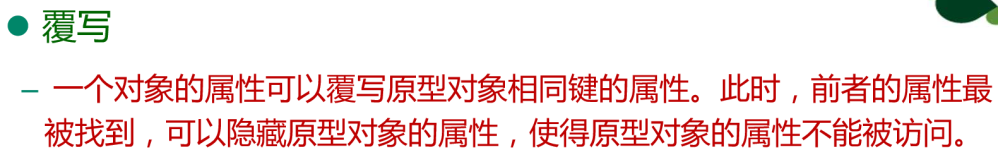 覆写
– 一个对象的属性可以覆写原型对象相同键的属性。此时，前者的属性最
被找到，可以隐藏原型对象的属性，使得原型对象的属性不能被访问。